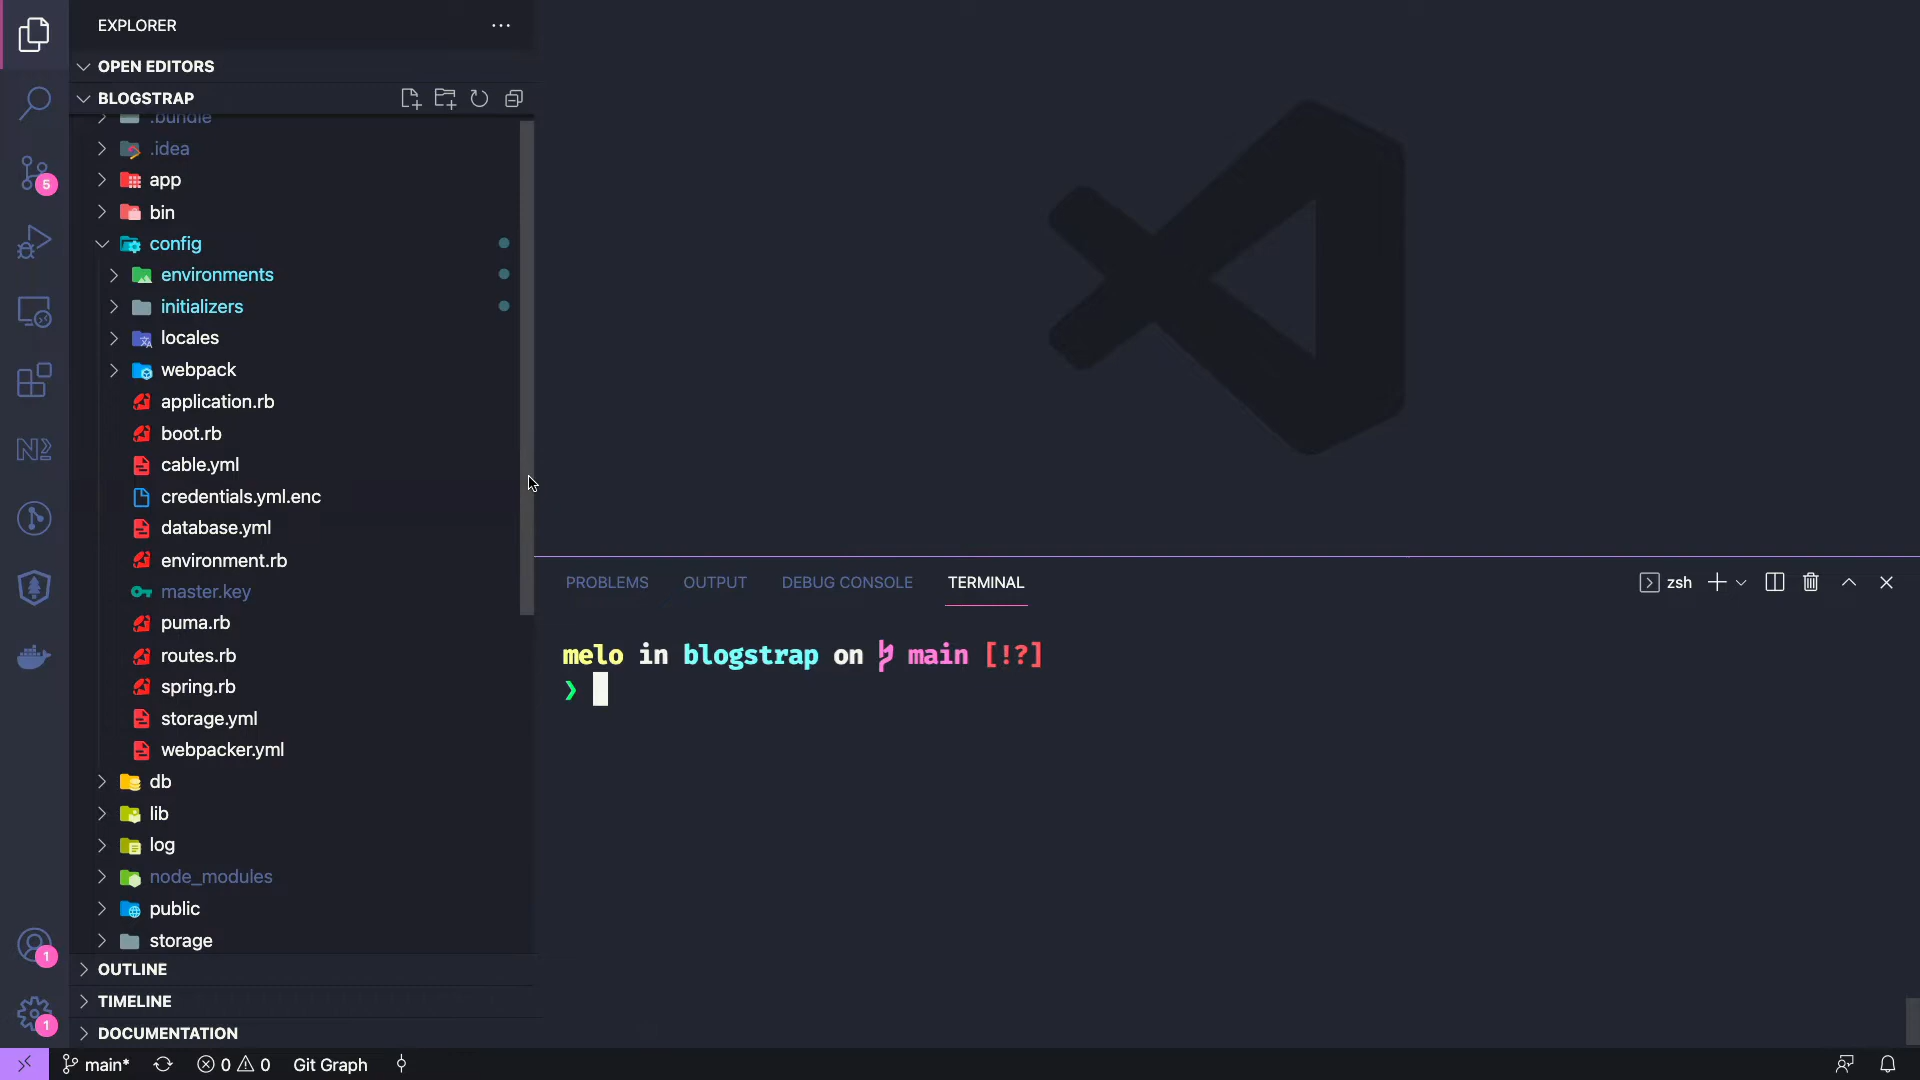 EXPLORER
OPEN EDITORS
BLOGSTRAP
.bundle
.idea
app
bin
config
environments
initializers
locales
webpack
application.rb
boot.rb
cable.yml
credentials.yml.enc
database.yml
environment.rb
master.key
puma.rb
routes.rb
spring.rb
storage.yml
webpacker.yml
db
lib
log
node_modules
public
storage
OUTLINE
TIMELINE
DOCUMENTATION
5
1
1
PROBLEMS OUTPUT DEBUG CONSOLE TERMINAL
zsh
melo in blogstrap on main [!?]
❯
main* 0 0 Git Graph